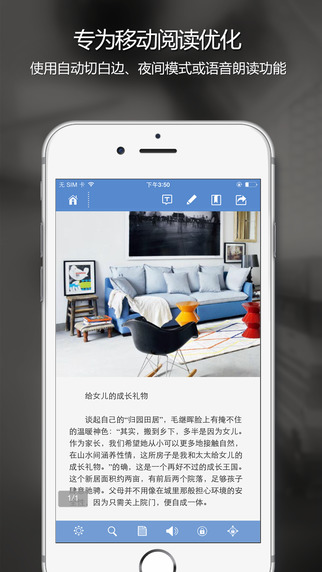 专为移动阅读优化
使用自动切白边、夜间模式或语音朗读功能
无 SIM 卡
下午3:50
T
给女儿的成长礼物
谈起自己的“归园田居”，毛继晖脸上有掩不住
的温暖神色：“其实，搬到乡下，多半是因为女儿。
作为家长，我们希望她从小可以更多地接触自然，
在山水间涵养性情，这所房子是我和太太给女儿的
成长礼物。”的确，这是一个再好不过的成长王国。
这个新居面积约两亩，有前后两个院落，足够孩子
肆意驰骋。父母并不用像在城里那般担心环境的安
因为只需关上院门，便自成一体。
1/1